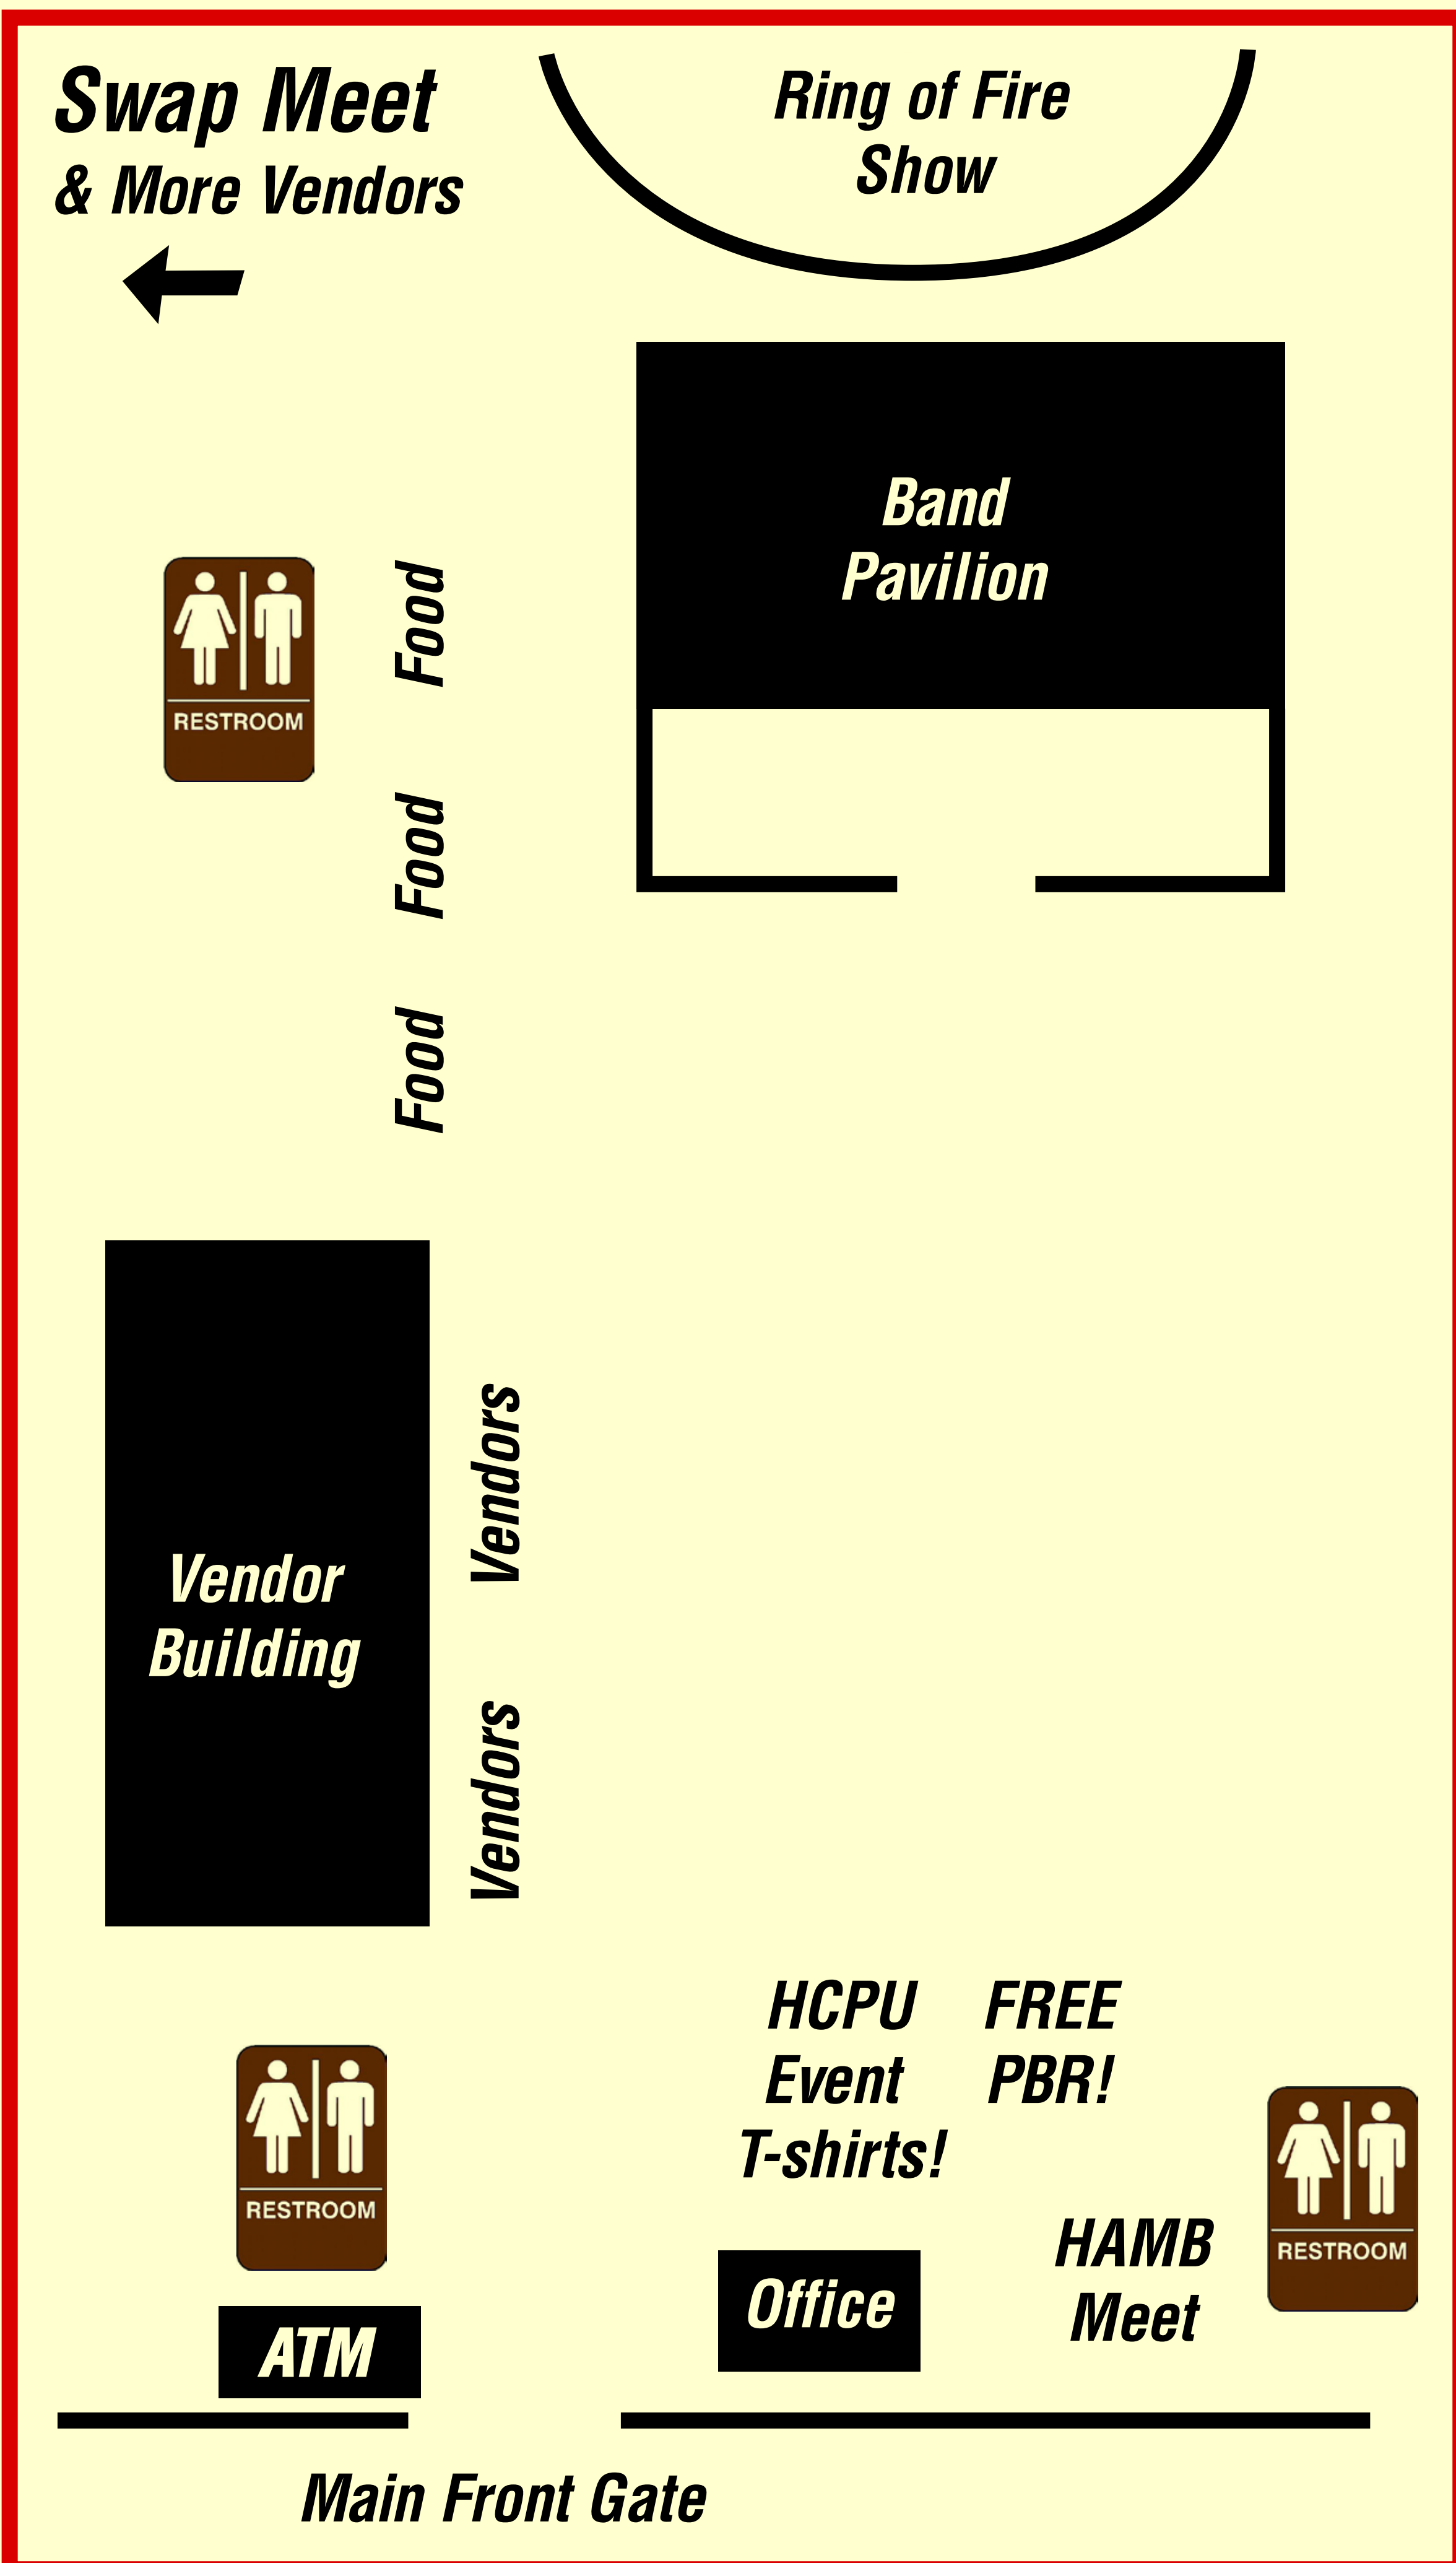 Swap Meet
& More Vendors
Ring of Fire
Show
Band
Pavilion
RESTROOM
Food
Food
Food
Vendor
Building
Vendors
Vendors
HCPU
Event
T-shirts!
FREE
PBR!
RESTROOM
RESTROOM
HAMB
Meet
Office
ATM
Main Front Gate